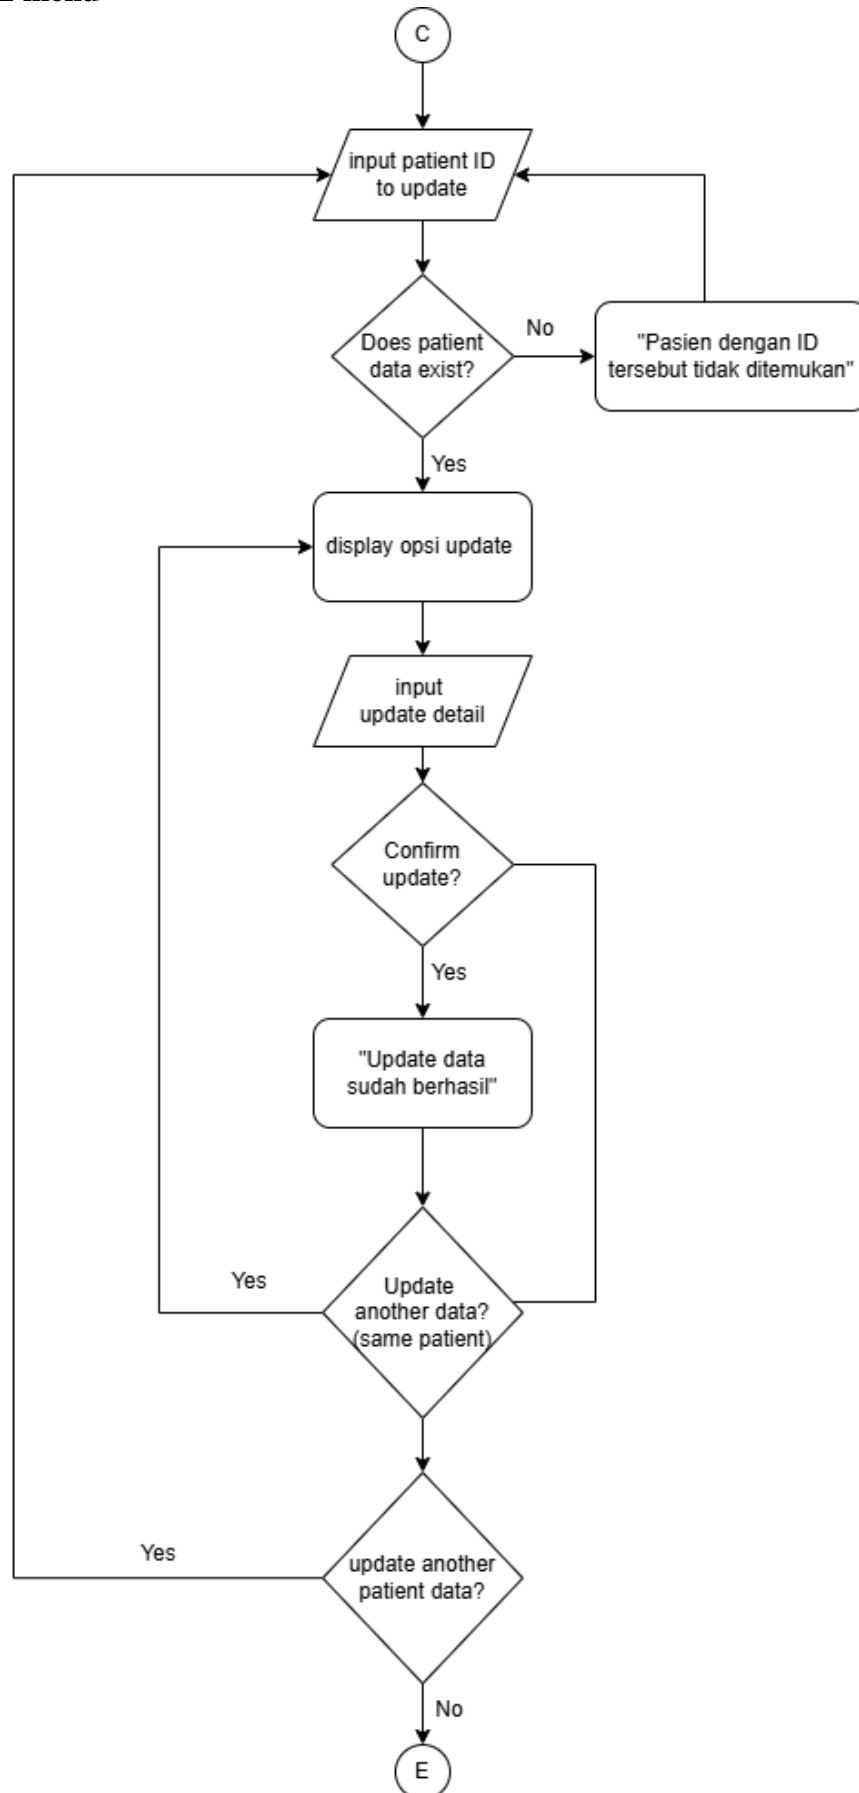 menu
C
input patient ID
to update
Does patient
data exist?
No
"Pasien dengan ID
tersebut tidak ditemukan"
Yes
display opsi update
input
update detail
Confirm
update?
Yes
"Update data
sudah berhasil"
Yes
Update
another data?
(same patient)
Yes
update another
patient data?
No
E